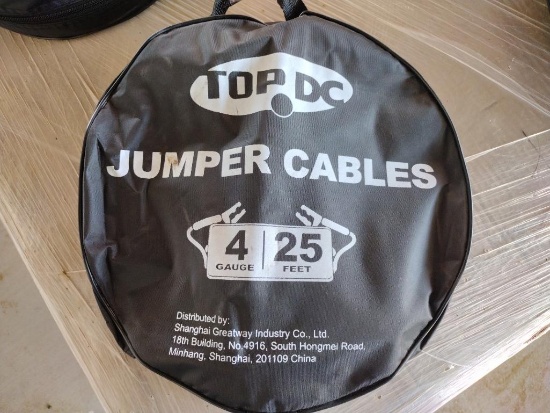 TOP DC
JUMPER CABLES
4 25
GAUGE FEET
Distributed by:
Shanghai Greatway Industry Co., Ltd.
18th Building, No.4916, South Hongmei Road,
Minhang, Shanghai, 201109 China